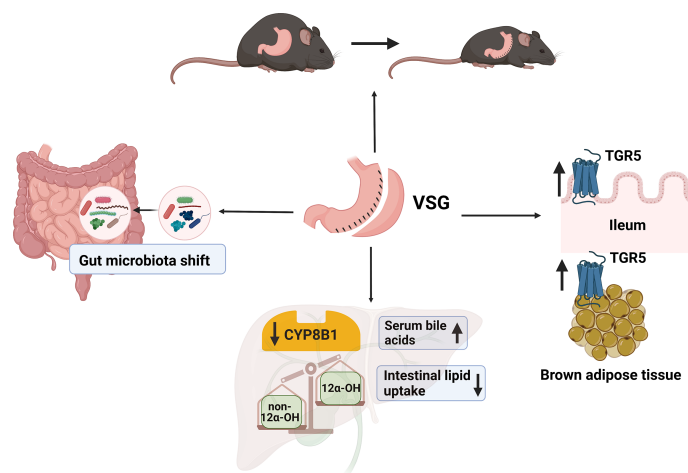 TGR5
VSG
Ileum
Gut microbiota shift
TGR5
CYP8B1
Serum bile
acids
Brown adipose tissue
Intestinal lipid
uptake
12α-OH
non-
12α-OH